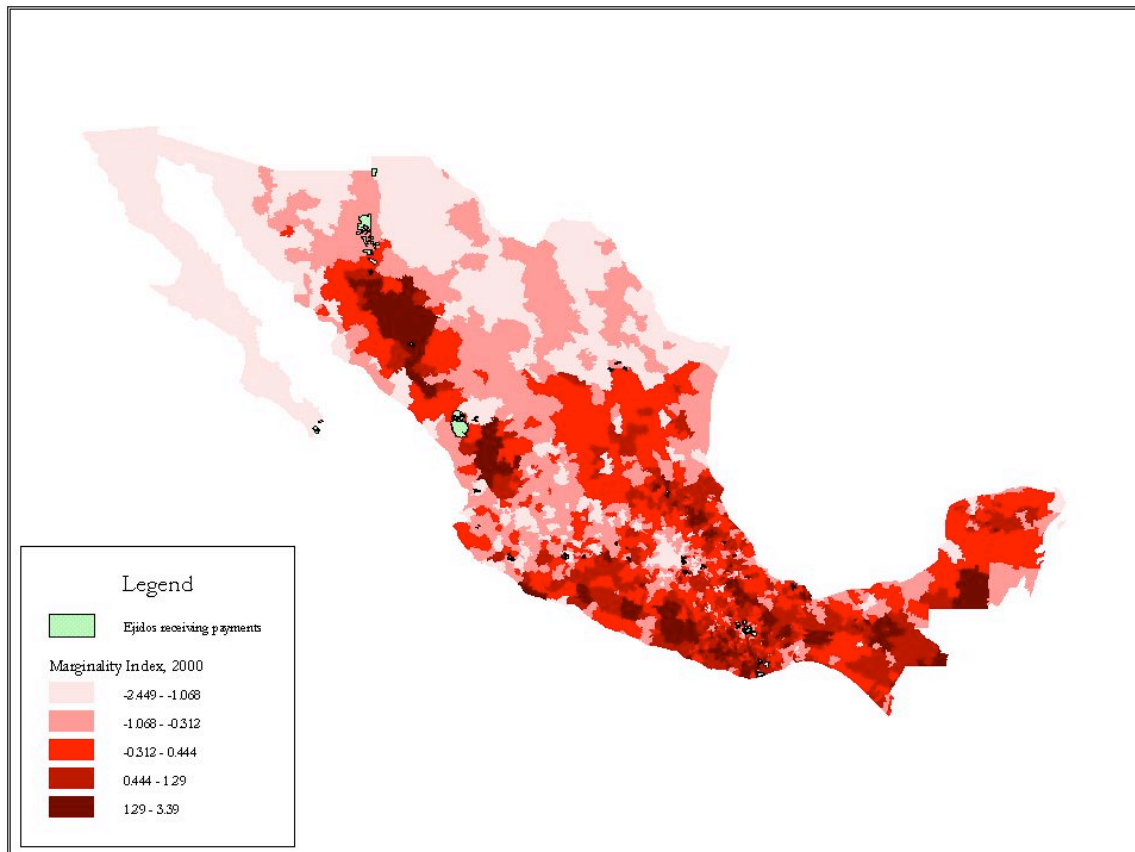 Legend
Ejidos receiving payments
Marginality Index, 2000
-2.449 - -1.068
-1.068 - -0.312
-0.312 - 0.444
0.444 - 1.29
1.29 - 3.39